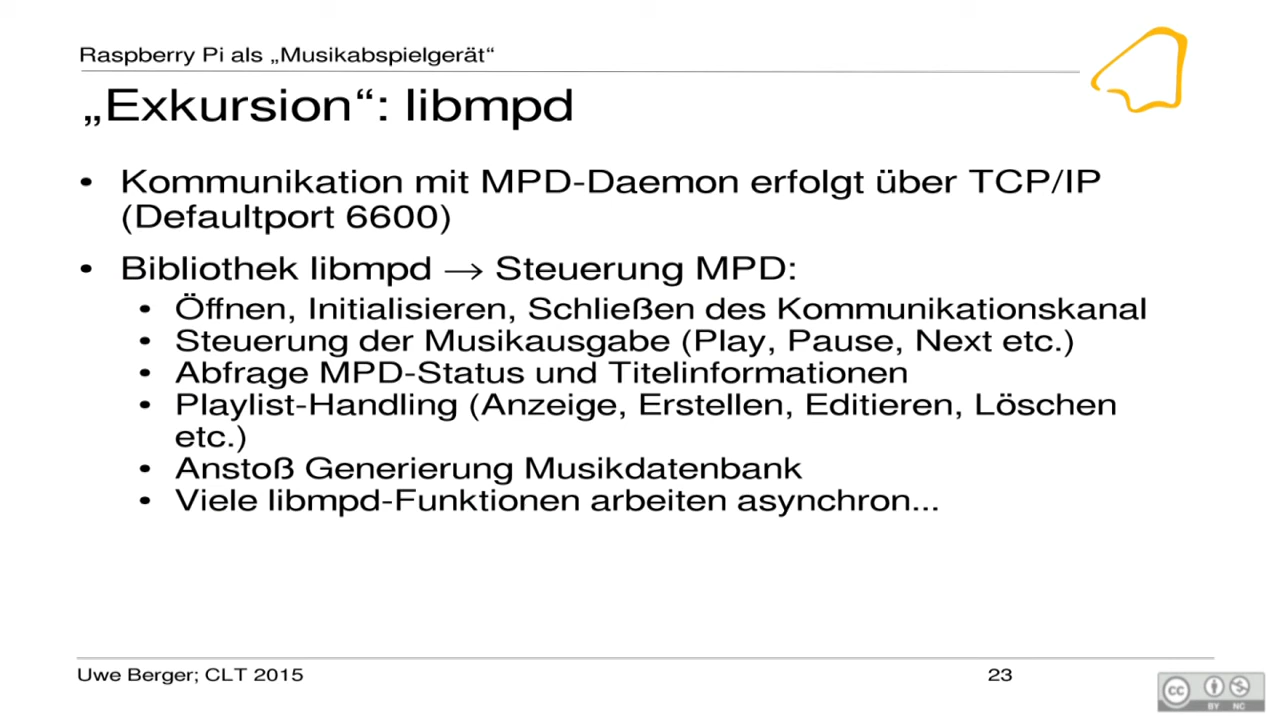 Raspberry Pi als „Musikabspielgerät“
„Exkursion“: libmpd
• Kommunikation mit MPD-Daemon erfolgt über TCP/IP
(Defaultport 6600)
• Bibliothek libmpd → Steuerung MPD:
• Öffnen, Initialisieren, Schließen des Kommunikationskanal
• Steuerung der Musikausgabe (Play, Pause, Next etc.)
• Abfrage MPD-Status und Titelinformationen
• Playlist-Handling (Anzeige, Erstellen, Editieren, Löschen
etc.)
• Anstoß Generierung Musikdatenbank
• Viele libmpd-Funktionen arbeiten asynchron...
Uwe Berger; CLT 2015
23
cc
BY NC